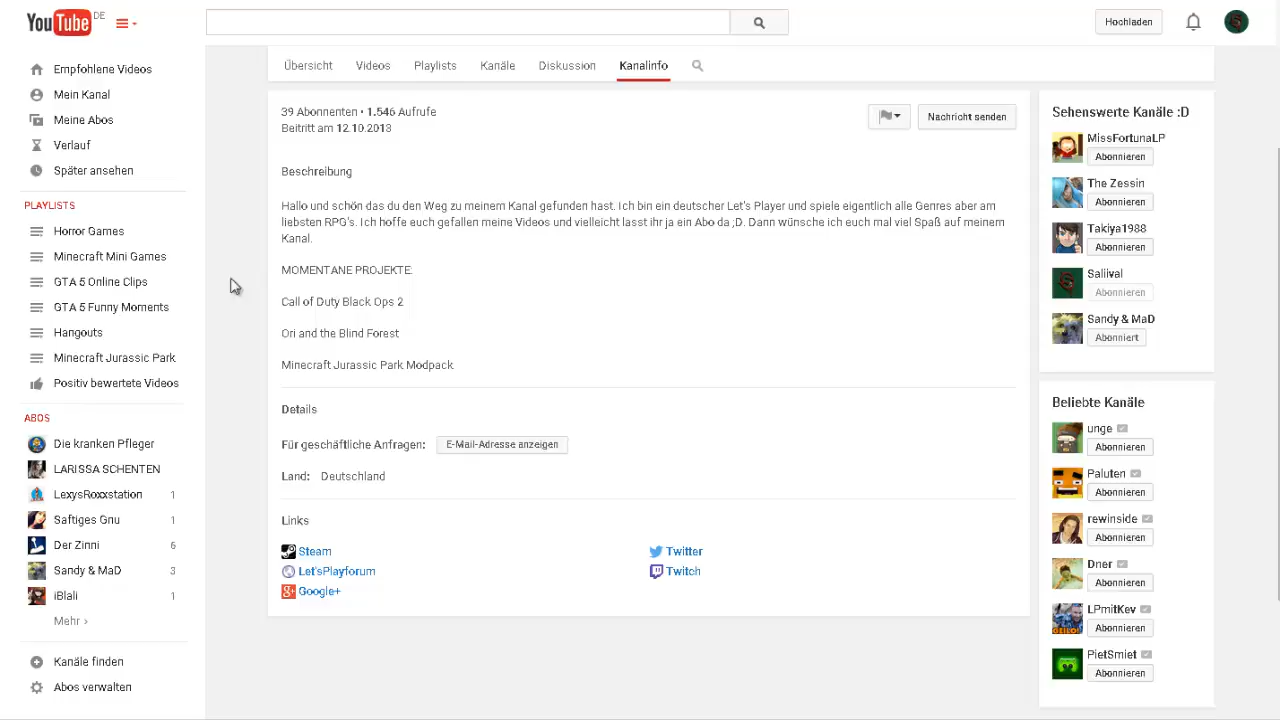 YouTube DE
Hochladen
Empfohlene Videos
Mein Kanal
Meine Abos
Verlauf
Später ansehen
PLAYLISTS
Horror Games
Minecraft Mini Games
GTA 5 Online Clips
GTA 5 Funny Moments
Hangouts
Minecraft Jurassic Park
Positiv bewertete Videos
ABOS
Die kranken Pfleger
LARISSA SCHENTEN
LexysRoxxstation 1
Saftiges Gnu 1
Der Zinni 6
Sandy & MaD 3
iBlali 1
Mehr ›
Kanäle finden
Abos verwalten
Übersicht Videos Playlists Kanäle Diskussion Kanalinfo
39 Abonnenten • 1.546 Aufrufe
Beitritt am 12.10.2013
Nachricht senden
Beschreibung
Hallo und schön das du den Weg zu meinem Kanal gefunden hast. Ich bin ein deutscher Let's Player und spiele eigentlich alle Genres aber am
liebsten RPG's. Ich hoffe euch gefallen meine Videos und vielleicht lasst ihr ja ein Abo da ;D. Dann wünsche ich euch mal viel Spaß auf meinem
Kanal.
MOMENTANE PROJEKTE:
Call of Duty Black Ops 2
Ori and the Blind Forest
Minecraft Jurassic Park Modpack
Details
Für geschäftliche Anfragen: E-Mail-Adresse anzeigen
Land: Deutschland
Links
Steam
Let'sPlayforum
Google+
Twitter
Twitch
Sehenswerte Kanäle :D
MissFortunaLP
Abonnieren
The Zessin
Abonnieren
Takiya1988
Abonnieren
Saliival
Abonnieren
Sandy & MaD
Abonniert
Beliebte Kanäle
unge
Abonnieren
Paluten
Abonnieren
rewinside
Abonnieren
Dner
Abonnieren
LPmitKev
Abonnieren
PietSmiet
Abonnieren